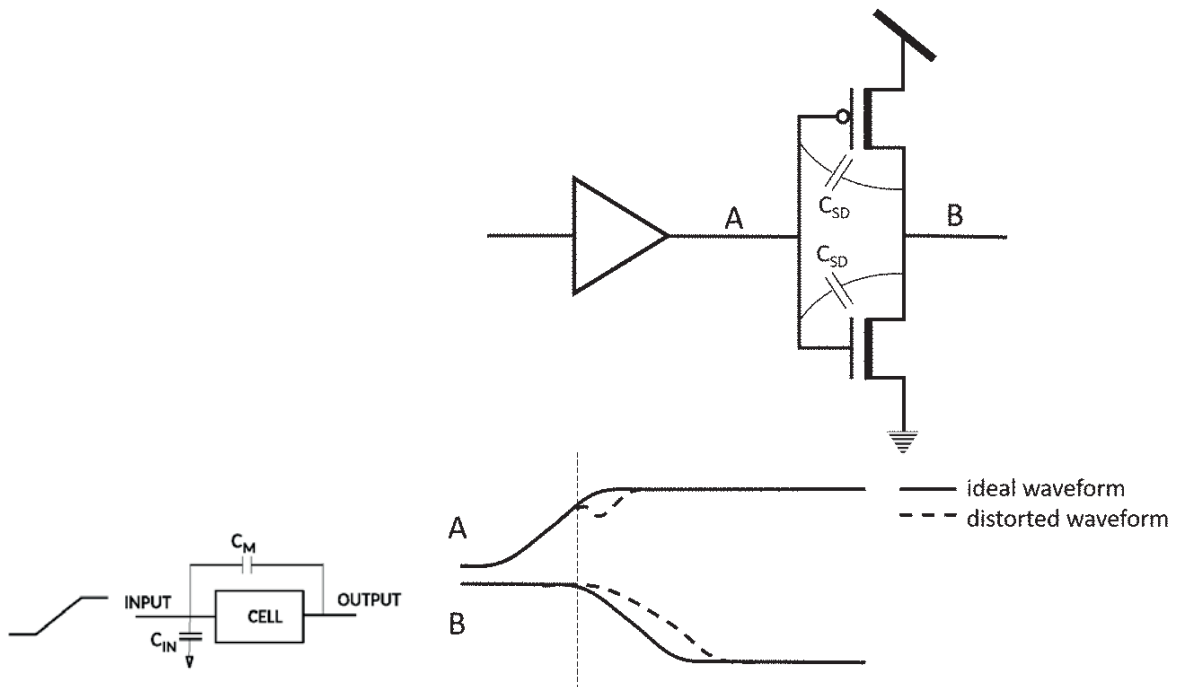 A
C_SD
B
C_SD
ideal waveform
distorted waveform
A
C_M
INPUT
CELL
OUTPUT
B
C_IN